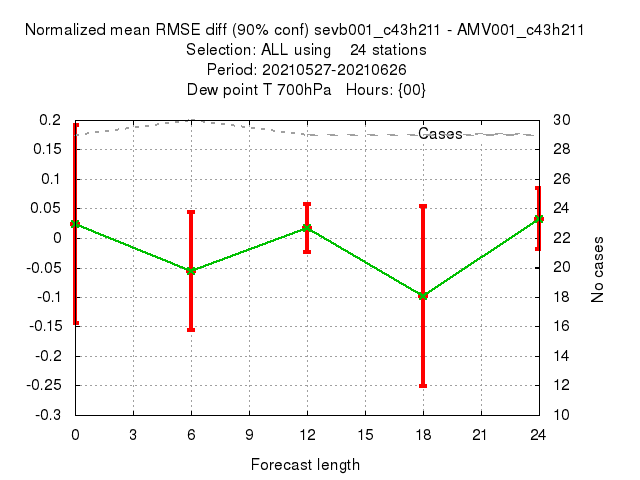 Normalized mean RMSE diff (90% conf) sevb001_c43h211 - AMV001_c43h211
Selection: ALL using 24 stations
Period: 20210527-20210626
Dew point T 700hPa Hours: {00}
0.2
0.15
0.1
0.05
0
-0.05
-0.1
-0.15
-0.2
-0.25
-0.3
Cases
30
28
26
24
22
20
18
16
14
12
10
No cases
0 3 6 9 12 15 18 21 24
Forecast length